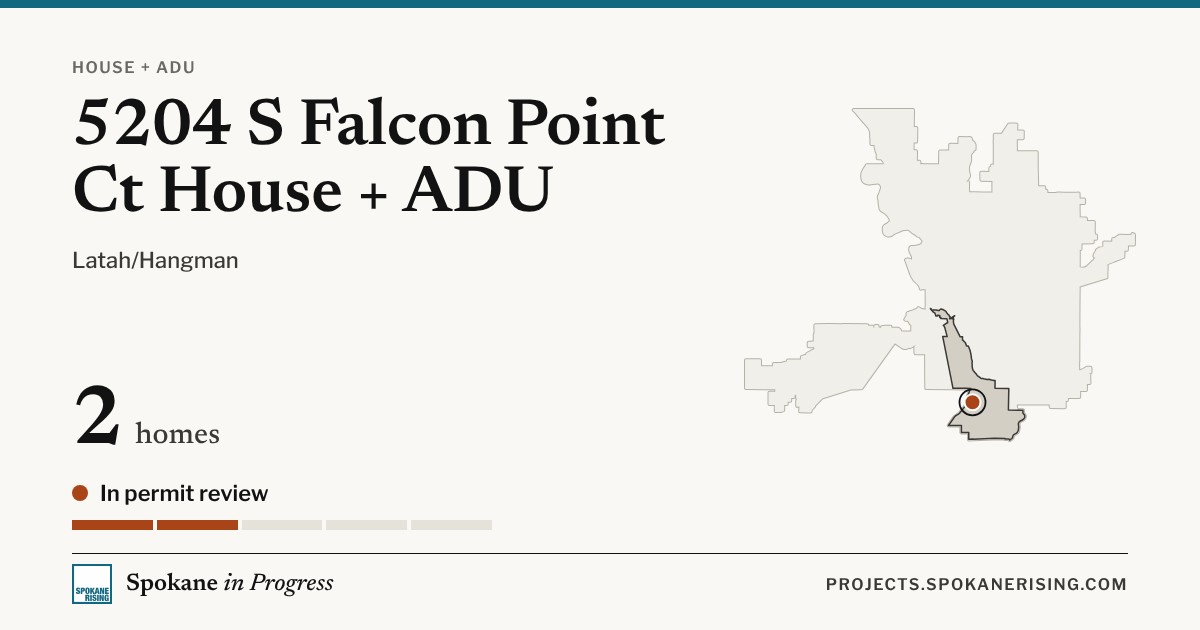 HOUSE + ADU
5204 S Falcon Point
Ct House + ADU
Latah/Hangman
2 homes
In permit review
SPOKANE
RISING
Spokane in Progress
PROJECTS.SPOKANERISING.COM